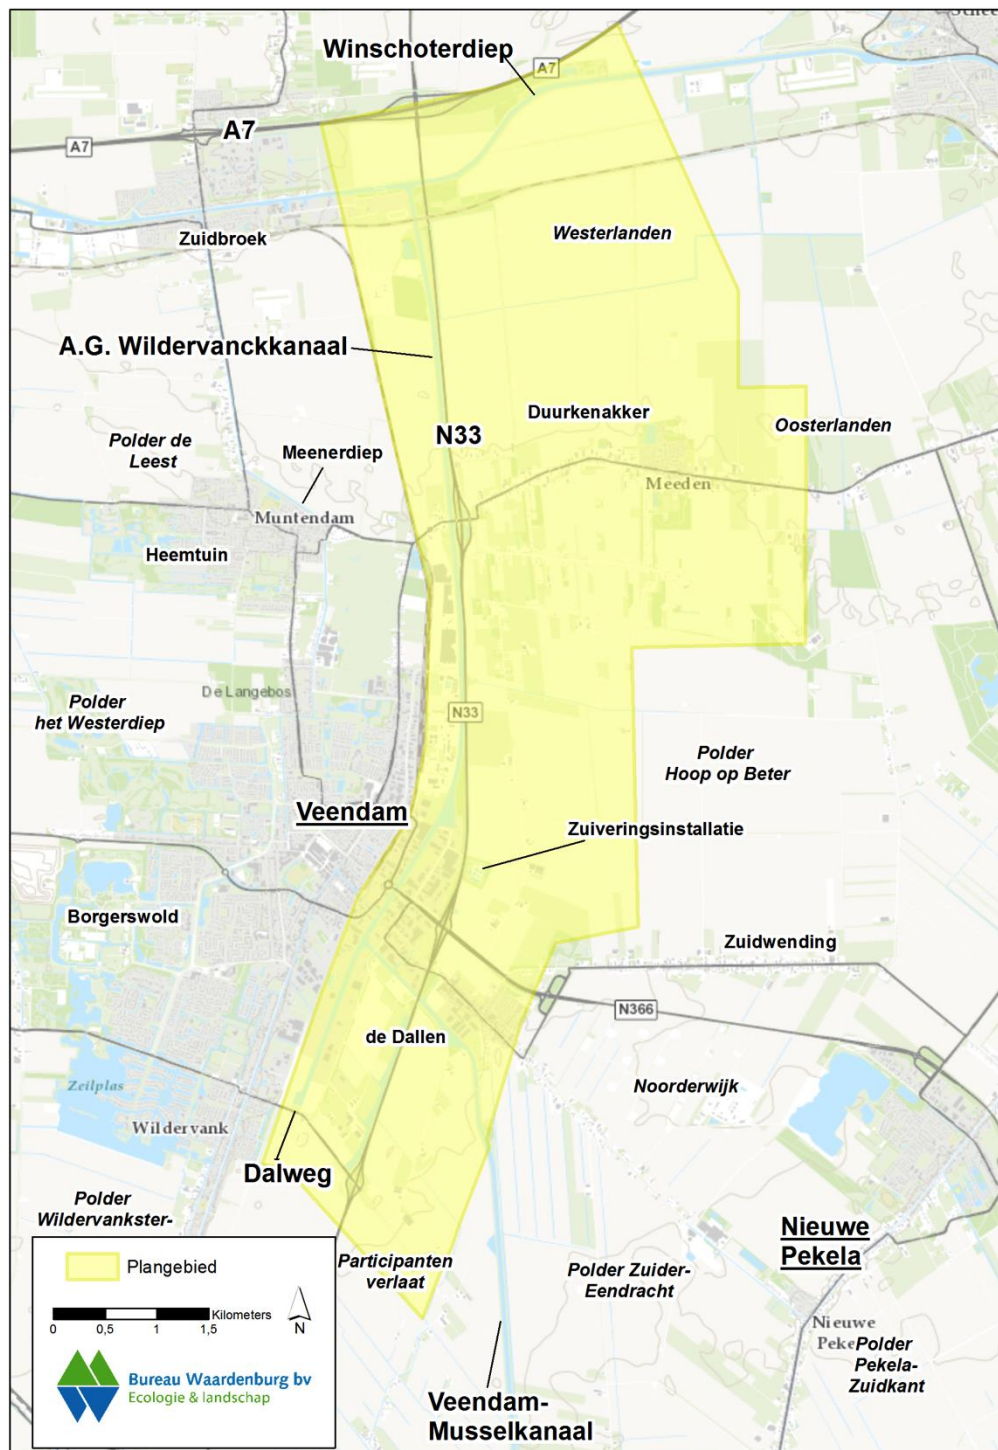 Winschoterdiep
A7
A7
A7
Zuidbroek
Westerlanden
A.G. Wildervanckkanaal
Duurkenakker
N33
Oosterlanden
Polder de
Leest
Meenerdiep
Meeden
Muntendam
Heemtuin
De Langebos
Polder
het Westerdiep
N33
Polder
Hoop op Beter
Veendam
Zuiveringsinstallatie
Borgerswold
Zuidwending
N366
de Dallen
Zeilplas
Noorderwijk
Wildervank
Dalweg
Polder
Wildervankster-
Nieuwe
Pekela
Participanten
verlaat
Polder Zuider-
Eendracht
Nieuwe
Peke
Polder
Pekela-
Zuidkant
Veendam-
Musselkanaal
Plangebied
Kilometers
0 0,5 1 1,5
N
Bureau Waardenburg bv
Ecologie & landschap